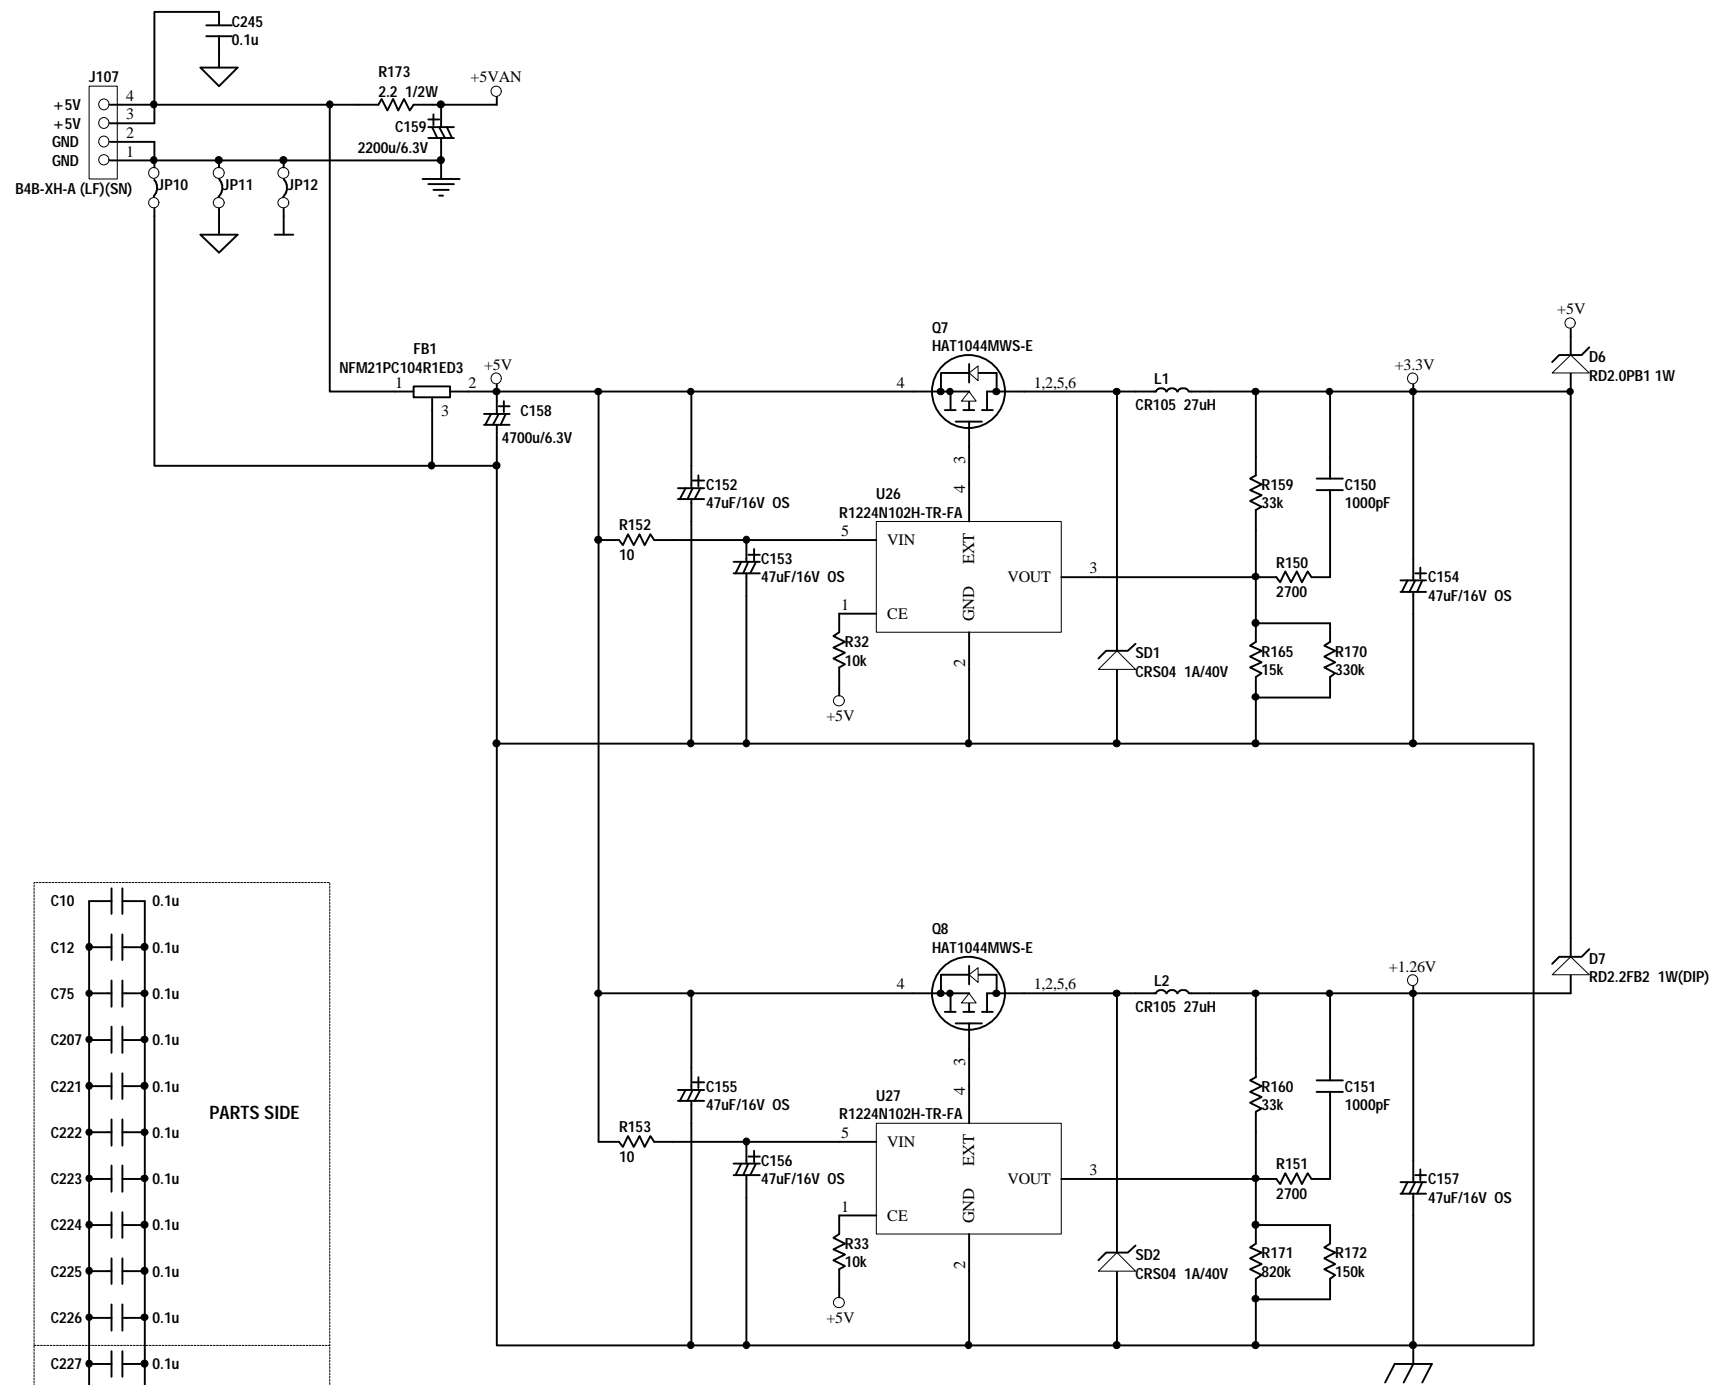 C245
0.1u
J107
+5V
4
+5V
3
GND
2
GND
1
B4B-XH-A (LF)(SN)
R173
2.2 1/2W
+5VAN
C159
2200u/6.3V
JP10
JP11
JP12
FB1
NFM21PC104R1ED3
1
2
3
+5V
C158
4700u/6.3V
Q7
HAT1044MWS-E
4
1,2,5,6
3
4
L1
CR105 27uH
+3.3V
+5V
D6
RD2.0PB1 1W
C152
47uF/16V OS
R152
10
C153
47uF/16V OS
U26
R1224N102H-TR-FA
5
VIN
EXT
VOUT
3
GND
1
CE
2
R32
10k
+5V
SD1
CRS04 1A/40V
R159
33k
C150
1000pF
R150
2700
R165
15k
R170
330k
C154
47uF/16V OS
Q8
HAT1044MWS-E
4
1,2,5,6
3
4
L2
CR105 27uH
+1.26V
D7
RD2.2FB2 1W(DIP)
C155
47uF/16V OS
R153
10
C156
47uF/16V OS
U27
R1224N102H-TR-FA
5
VIN
EXT
VOUT
3
GND
1
CE
2
R33
10k
+5V
SD2
CRS04 1A/40V
R160
33k
C151
1000pF
R151
2700
R171
820k
R172
150k
C157
47uF/16V OS
C10 0.1u
C12 0.1u
C75 0.1u
C207 0.1u
C221 0.1u
PARTS SIDE
C222 0.1u
C223 0.1u
C224 0.1u
C225 0.1u
C226 0.1u
C227 0.1u